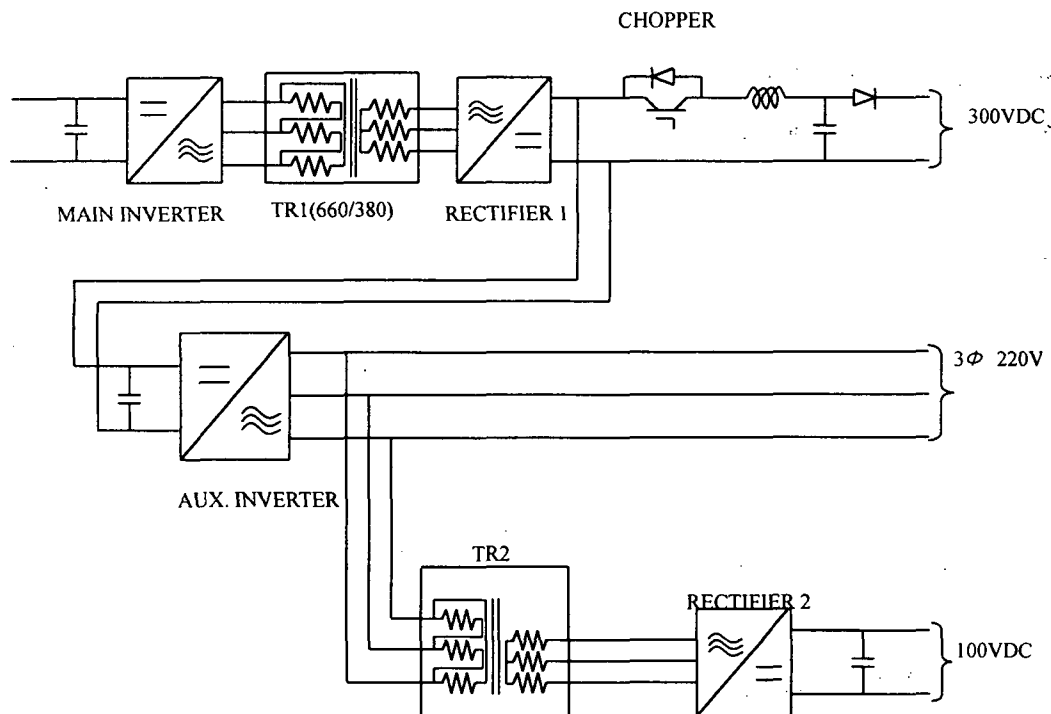 CHOPPER
300VDC
MAIN INVERTER
TR1(660/380)
RECTIFIER 1
3Φ 220V
AUX. INVERTER
TR2
RECTIFIER 2
100VDC